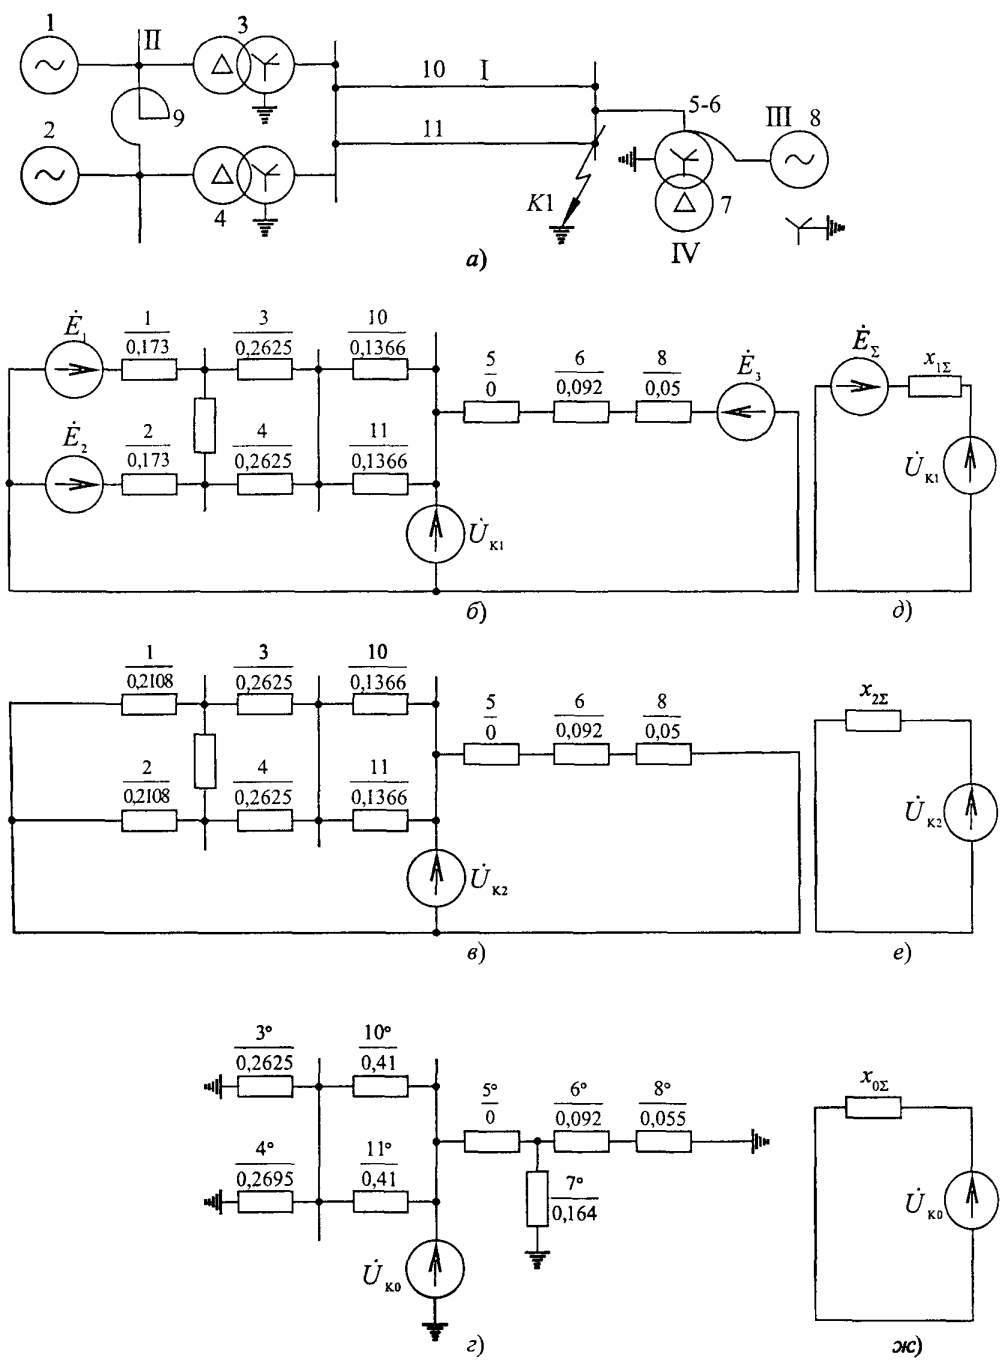 1 II 3 10 I 5-6 III 8
9
2 4 11 K1 7
IV
а)
Ė₁ 1 3 10 5 6 8 Ė₃ Ė_Σ x₁Σ
0,173 0,2625 0,1366 0 0,092 0,05
Ė₂ 2 4 11
0,173 0,2625 0,1366
U̇к1 U̇к1
б) д)
1 3 10 5 6 8 x₂Σ
0,2108 0,2625 0,1366 0 0,092 0,05
2 4 11
0,2108 0,2625 0,1366
U̇к2 U̇к2
в) е)
3° 10° 5° 6° 8° x₀Σ
0,2625 0,41 0 0,092 0,055
4° 11° 7°
0,2695 0,41 0,164
U̇к0 U̇к0
г) ж)